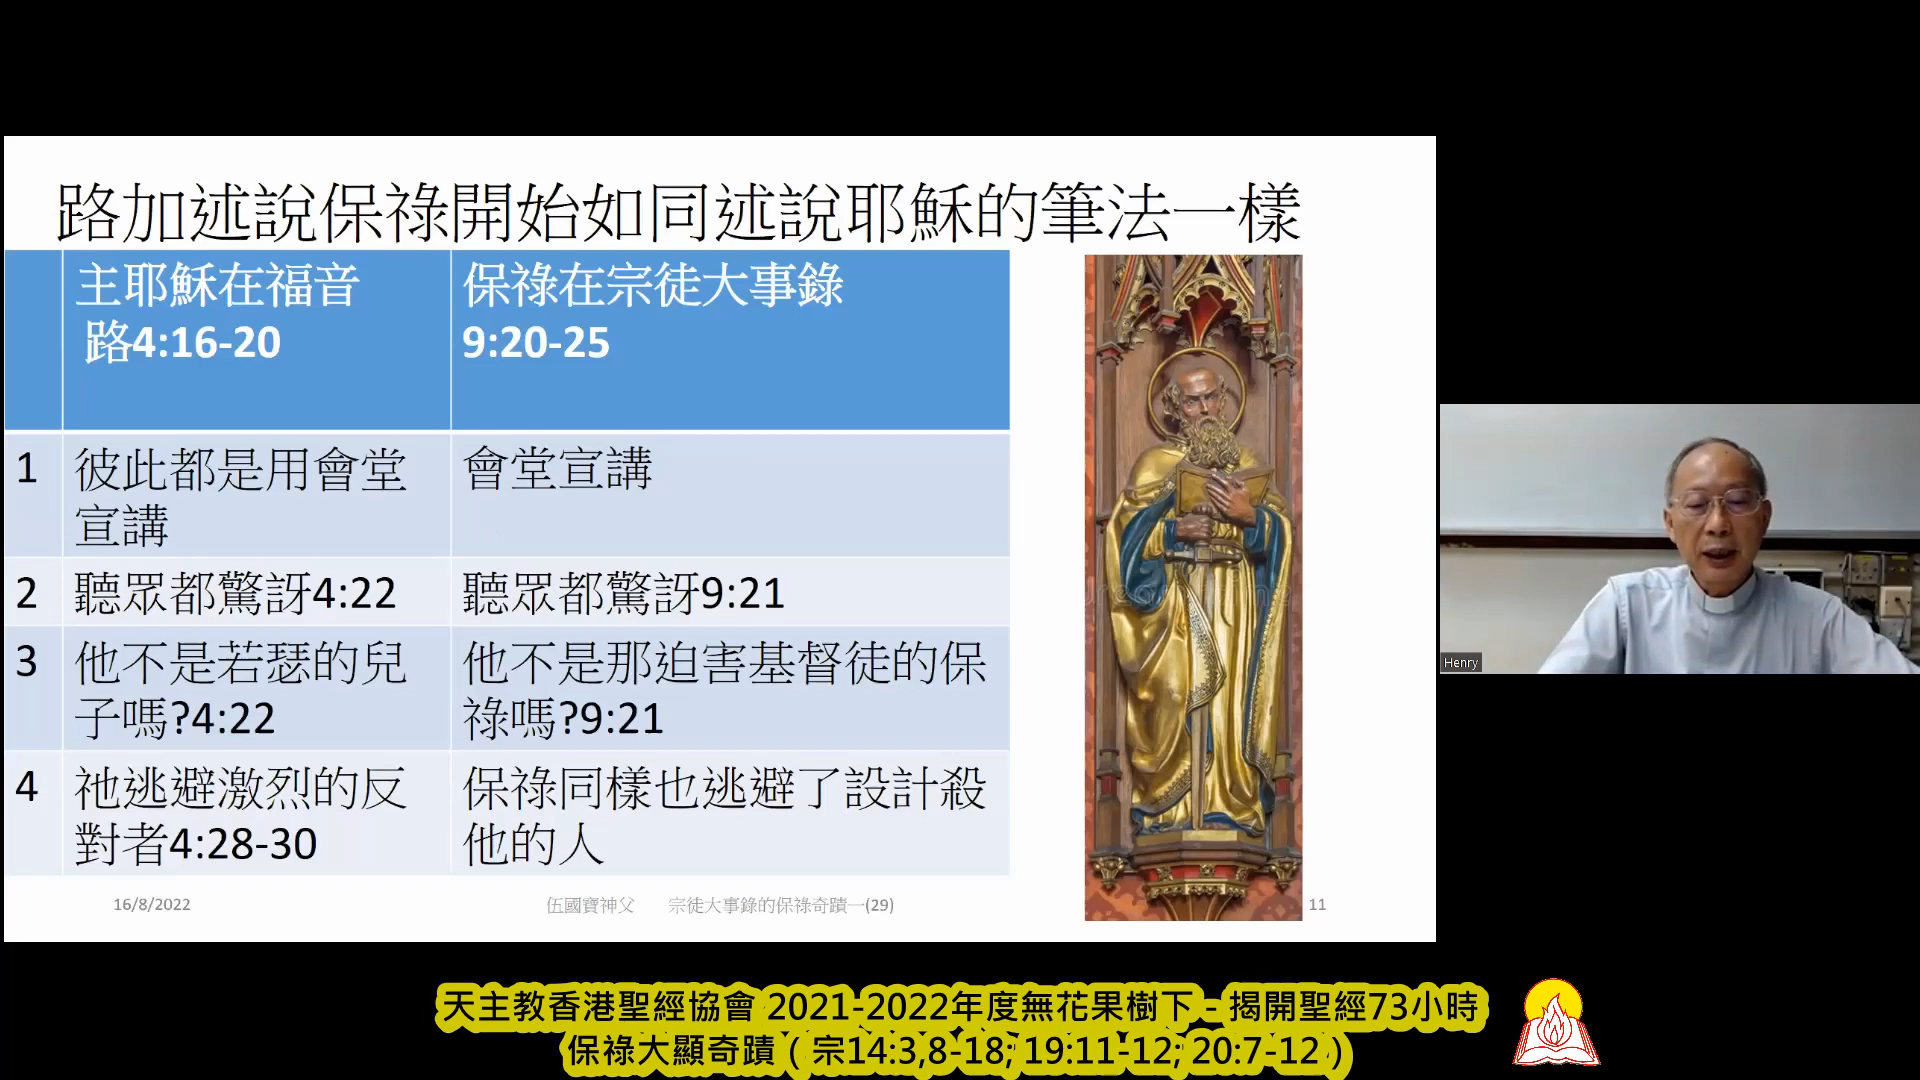 路加述說保祿開始如同述說耶穌的筆法一樣
主耶穌在福音
路4:16-20
保祿在宗徒大事錄
9:20-25
1
彼此都是用會堂
宣講
會堂宣講
2
聽眾都驚訝4:22
聽眾都驚訝9:21
3
他不是若瑟的兒
子嗎?4:22
他不是那迫害基督徒的保
祿嗎?9:21
4
祂逃避激烈的反
對者4:28-30
保祿同樣也逃避了設計殺
他的人
16/8/2022
伍國寶神父 宗徒大事錄的保祿奇蹟一(29)
11
Henry
天主教香港聖經協會 2021-2022年度無花果樹下 - 揭開聖經73小時
保祿大顯奇蹟 ( 宗14:3,8-18; 19:11-12; 20:7-12 )